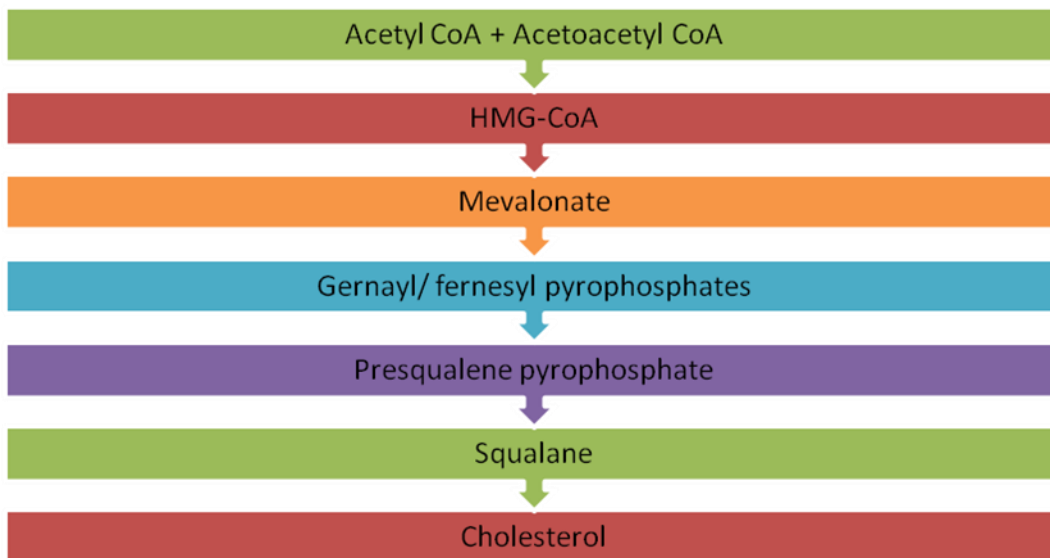 Acetyl CoA + Acetoacetyl CoA
HMG-CoA
Mevalonate
Gernayl/ fernesyl pyrophosphates
Presqualene pyrophosphate
Squalane
Cholesterol